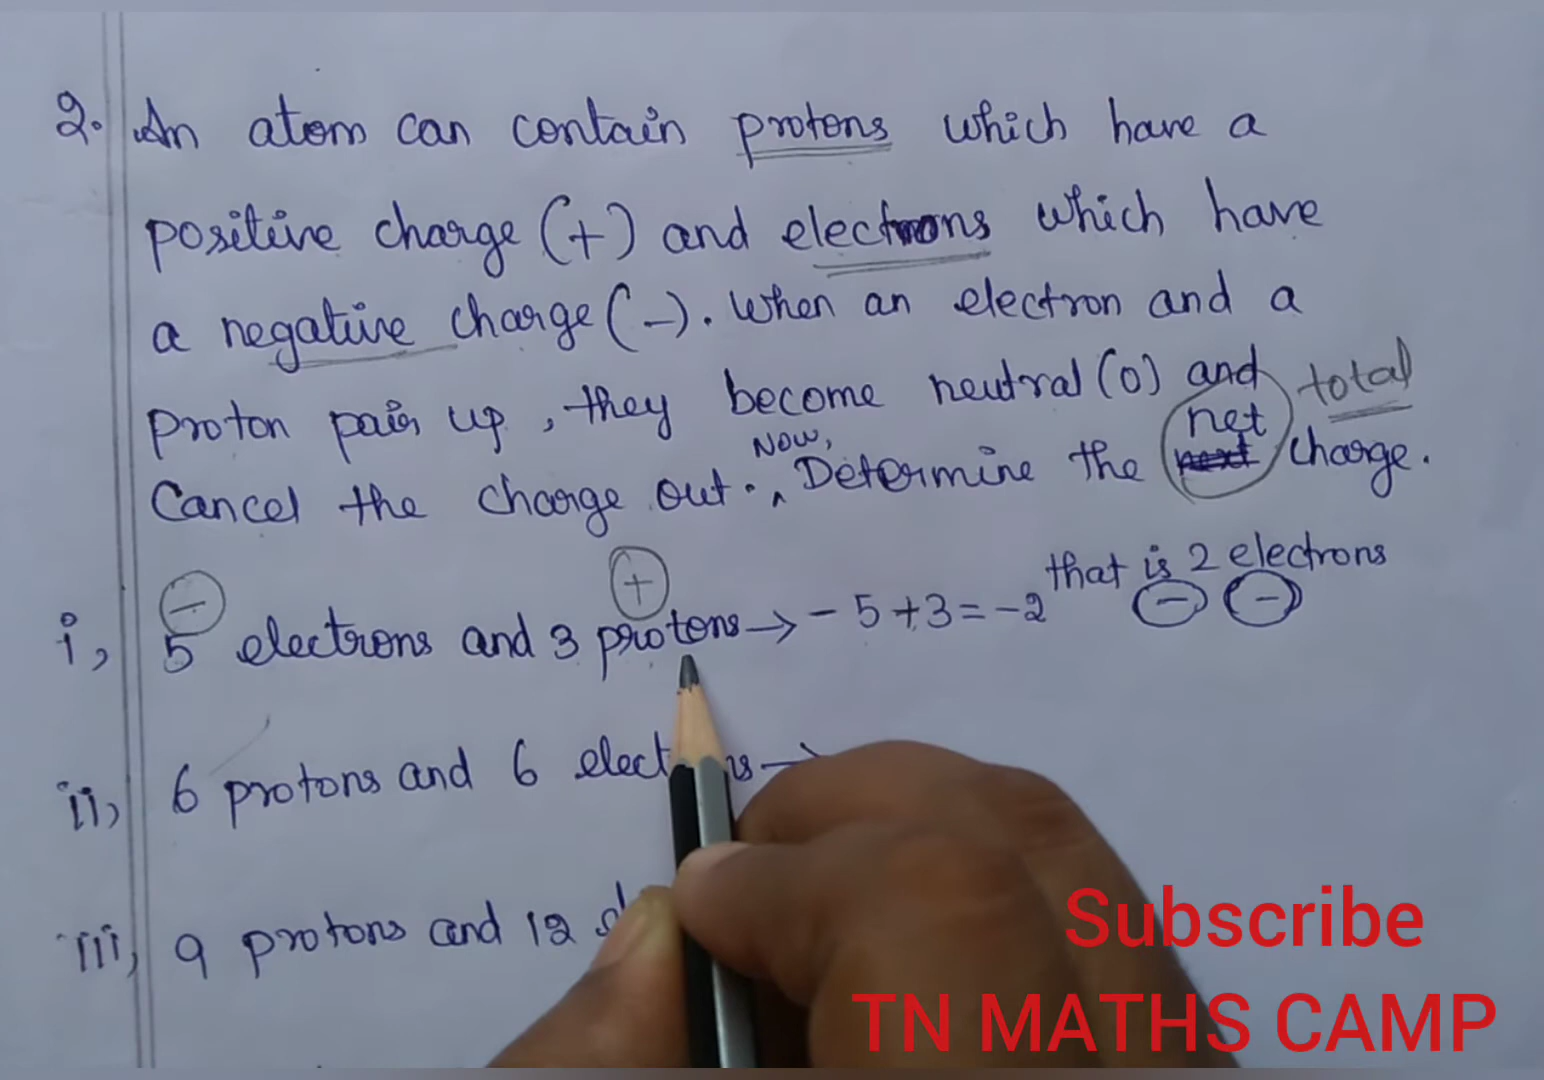 2. An atom can contain protons which have a
positive charge (+) and electrons which have
a negative charge (-). When an electron and a
proton pair up, they become neutral (0) and total
Cancel the charge out. Now, Determine the net charge.
i, 5 electrons and 3 protons → - 5 + 3 = -2 that is 2 electrons
- + - -
ii, 6 protons and 6 elect ns →
iii, 9 protons and 12
Subscribe
TN MATHS CAMP